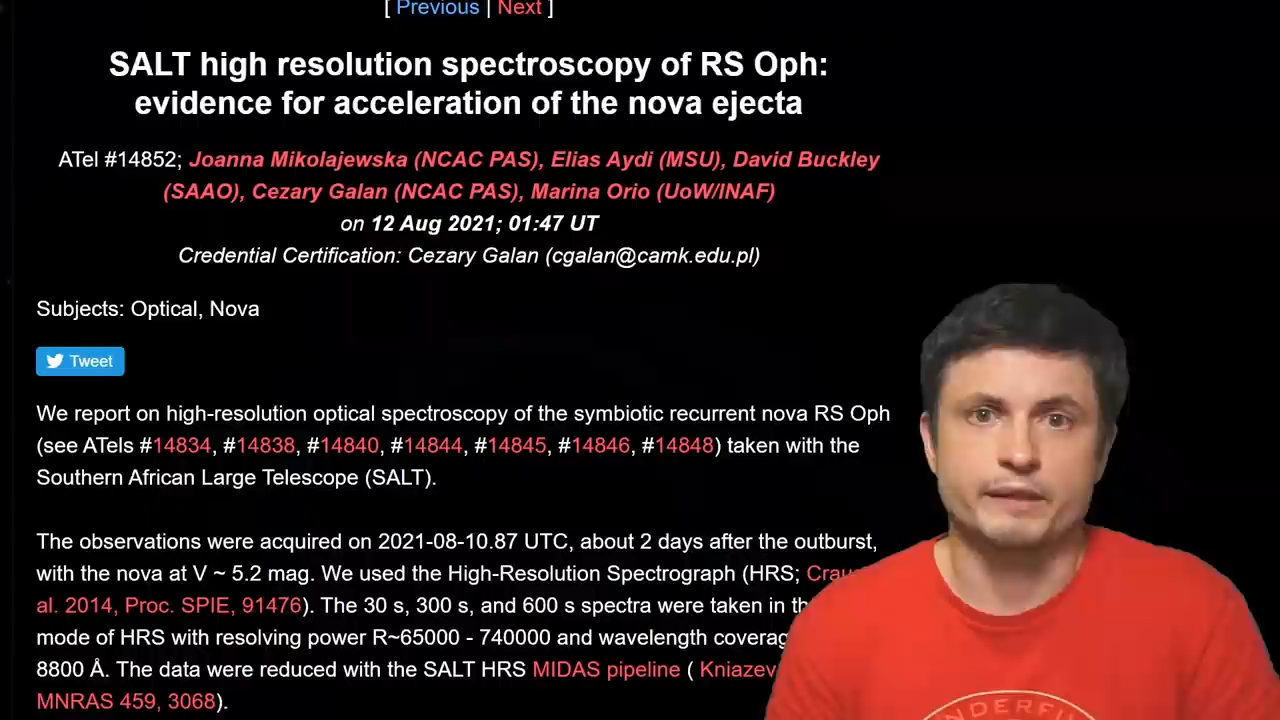 [ Previous | Next ]
SALT high resolution spectroscopy of RS Oph:
evidence for acceleration of the nova ejecta
ATel #14852; Joanna Mikolajewska (NCAC PAS), Elias Aydi (MSU), David Buckley
(SAAO), Cezary Galan (NCAC PAS), Marina Orio (UoW/INAF)
on 12 Aug 2021; 01:47 UT
Credential Certification: Cezary Galan (cgalan@camk.edu.pl)
Subjects: Optical, Nova
Tweet
We report on high-resolution optical spectroscopy of the symbiotic recurrent nova RS Oph
(see ATels #14834, #14838, #14840, #14844, #14845, #14846, #14848) taken with the
Southern African Large Telescope (SALT).
The observations were acquired on 2021-08-10.87 UTC, about 2 days after the outburst,
with the nova at V ~ 5.2 mag. We used the High-Resolution Spectrograph (HRS;
al. 2014, Proc. SPIE, 91476). The 30 s, 300 s, and 600 s spectra were taken in
mode of HRS with resolving power R~65000 - 740000 and wavelength
8800 Å. The data were reduced with the SALT HRS MIDAS pipeline ( Kniazev
MNRAS 459, 3068).